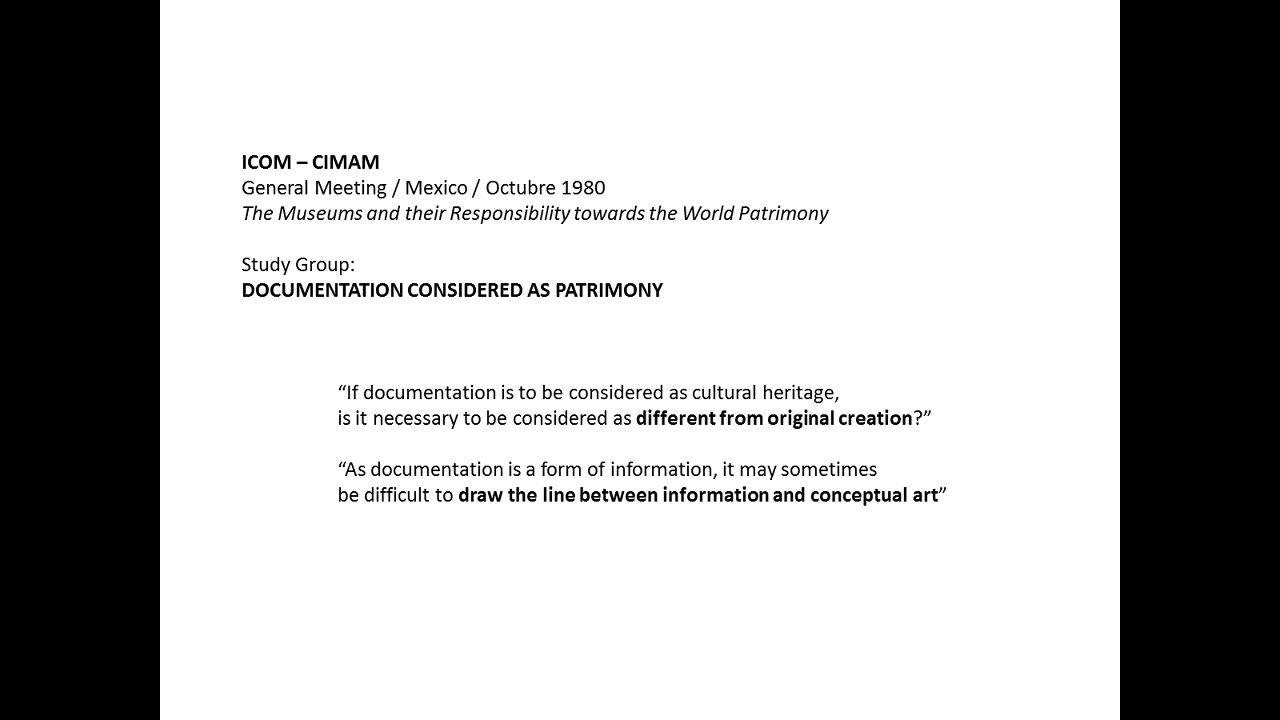 ICOM – CIMAM
General Meeting / Mexico / Octubre 1980
The Museums and their Responsibility towards the World Patrimony
Study Group:
DOCUMENTATION CONSIDERED AS PATRIMONY
“If documentation is to be considered as cultural heritage,
is it necessary to be considered as different from original creation?”
“As documentation is a form of information, it may sometimes
be difficult to draw the line between information and conceptual art”